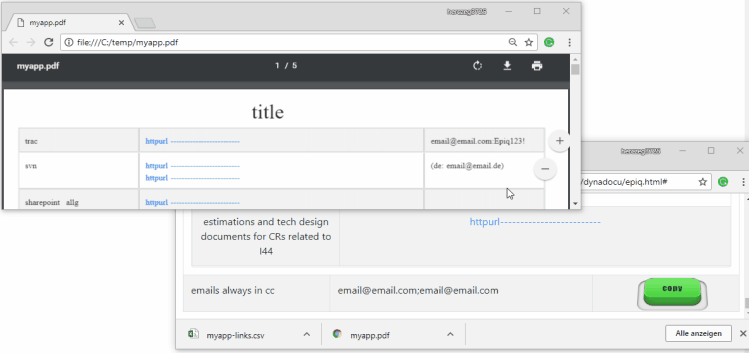 herczeg3725
myapp.pdf
file:///C:/temp/myapp.pdf
myapp.pdf
1 / 5
title
trac
httpurl --------------------------
email@email.com:Epiq123!
svn
httpurl --------------------------
httpurl --------------------------
(de: email@email.de)
sharepoint allg
httpurl --------------------------
herczeg3725
/dynadocu/epiq.html#
estimations and tech design
documents for CRs related to
I44
httpurl-------------------------
emails always in cc
email@email.com;email@email.com
copy
myapp-links.csv
myapp.pdf
Alle anzeigen